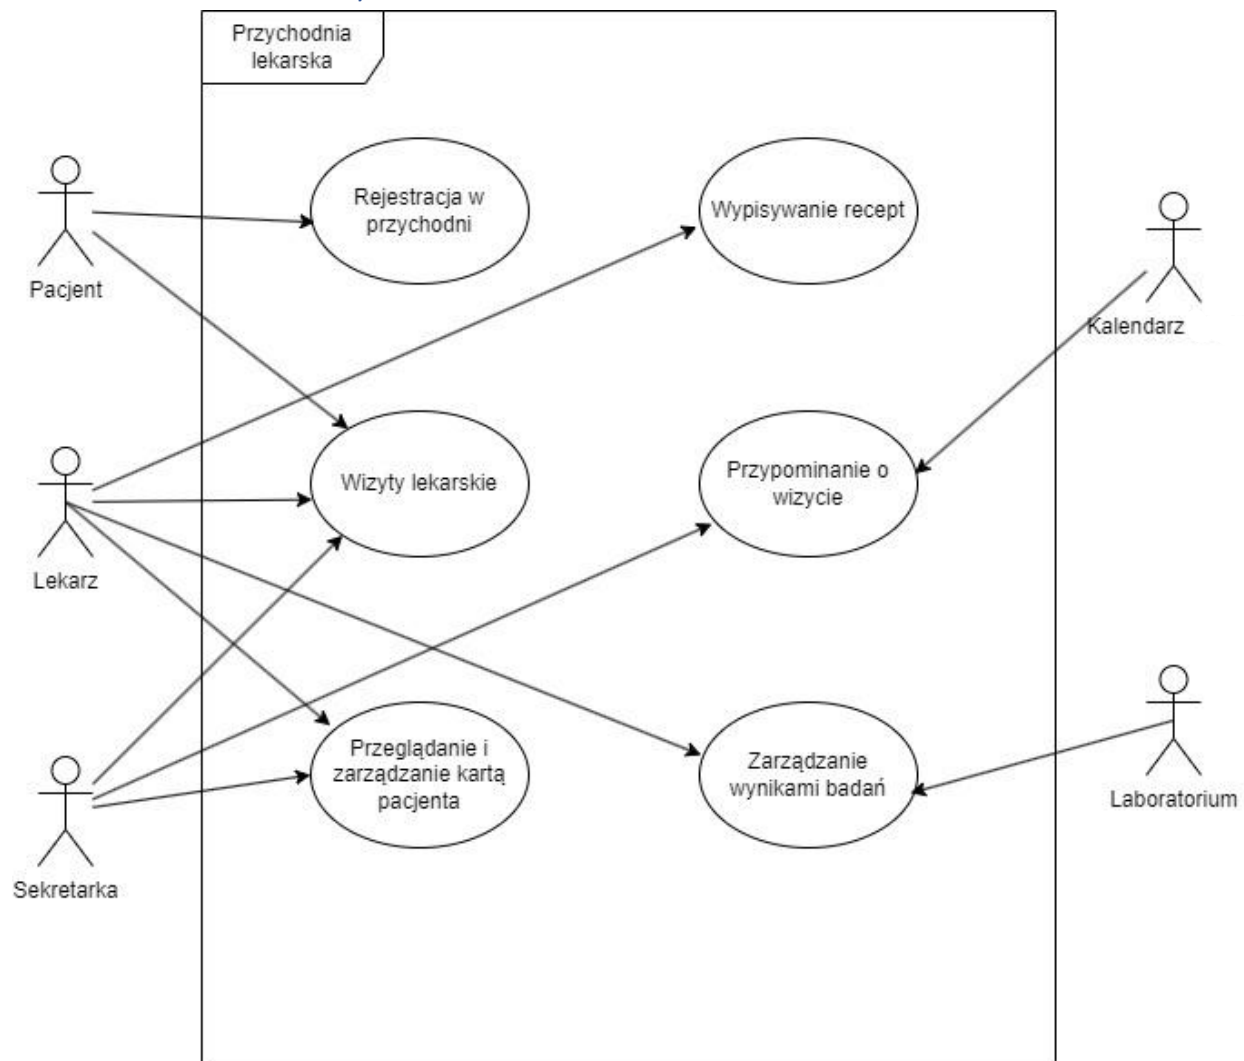 Przychodnia
lekarska
Rejestracja w
przychodni
Wypisywanie recept
Pacjent
Kalendarz
Wizyty lekarskie
Przypominanie o
wizycie
Lekarz
Przeglądanie i
zarządzanie kartą
pacjenta
Zarządzanie
wynikami badań
Laboratorium
Sekretarka